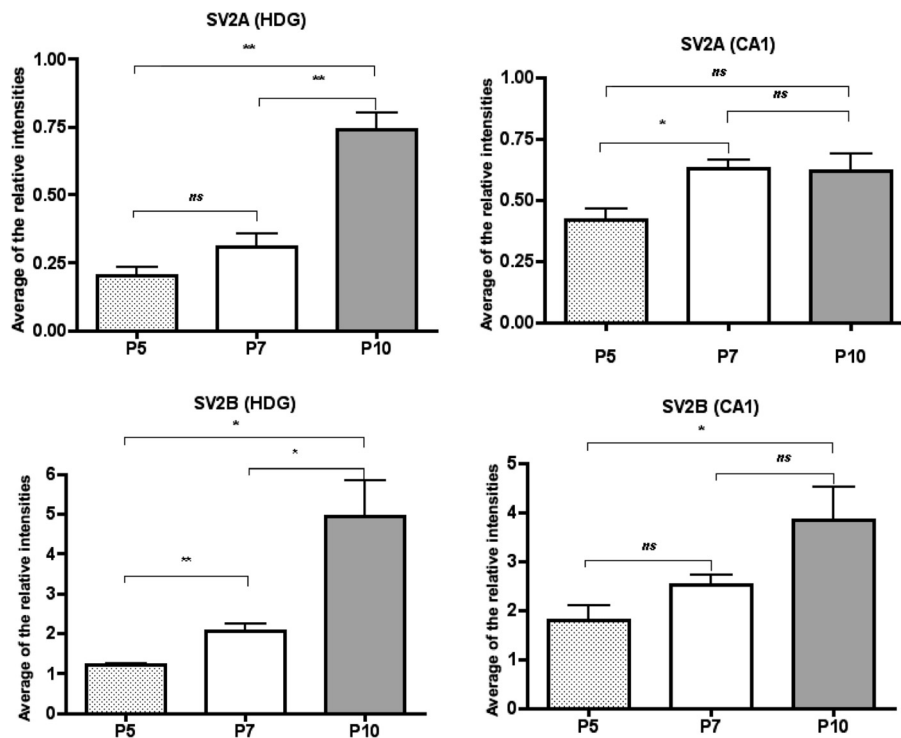 SV2A (HDG)
**
**
ns
Average of the relative intensities
1.00
0.75
0.50
0.25
0.00
P5 P7 P10
SV2A (CA1)
ns
ns
*
Average of the relative intensities
1.00
0.75
0.50
0.25
0.00
P5 P7 P10
SV2B (HDG)
*
*
**
Average of the relative intensities
6
5
4
3
2
1
0
P5 P7 P10
SV2B (CA1)
*
ns
ns
Average of the relative intensities
5
4
3
2
1
0
P5 P7 P10